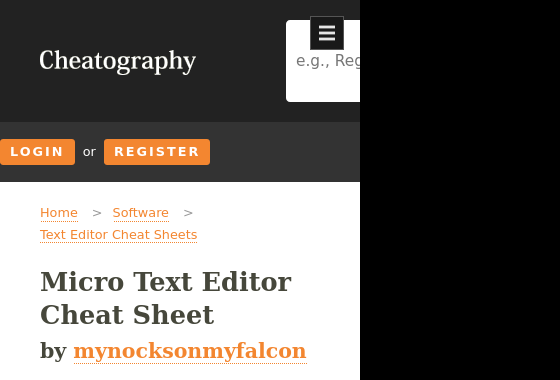 Cheatography
e.g., Reg
LOGIN or REGISTER
Home > Software >
Text Editor Cheat Sheets
Micro Text Editor
Cheat Sheet
by mynocksonmyfalcon